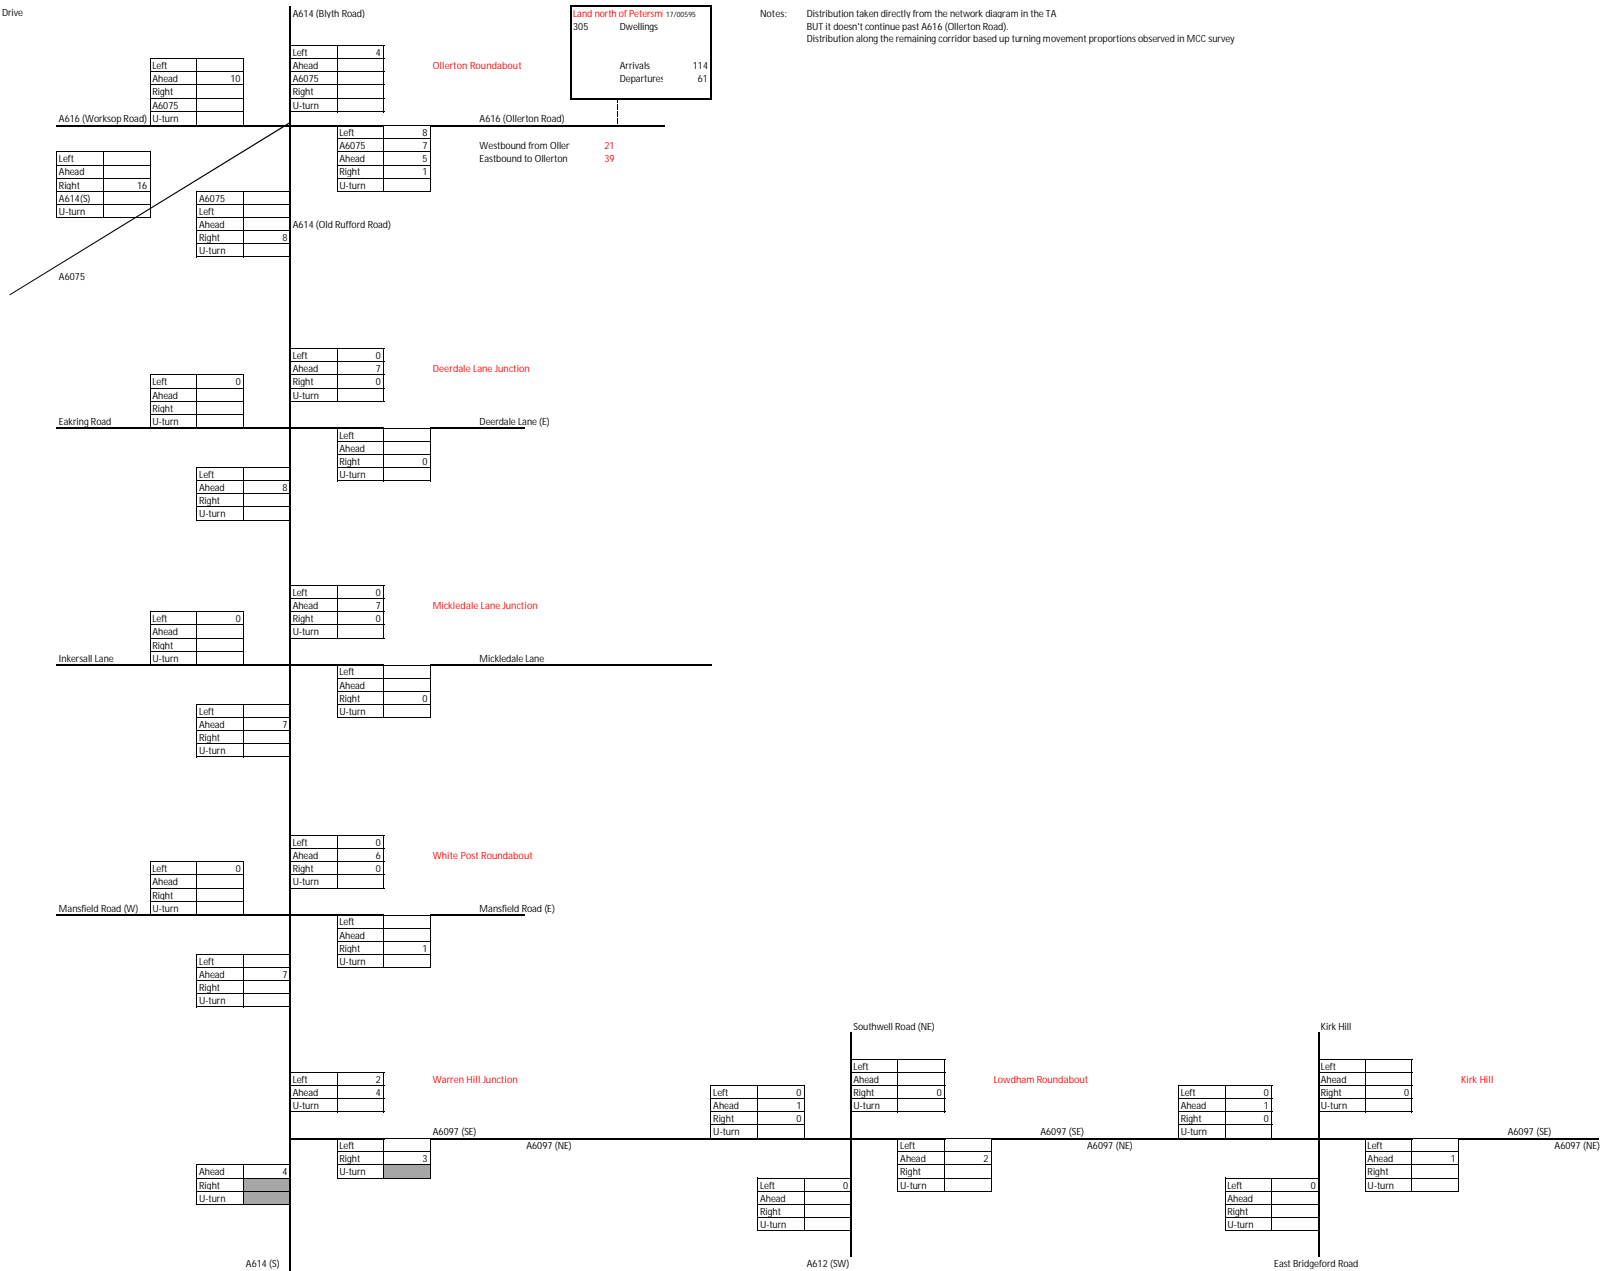 Drive
A614 (Blyth Road)
Land north of Petersm 17/00595
305 Dwellings
Arrivals 114
Departures 61
Notes: Distribution taken directly from the network diagram in the TA
BUT it doesn't continue past A616 (Ollerton Road).
Distribution along the remaining corridor based up turning movement proportions observed in MCC survey
Left 4
Ahead
A6075
Right
U-turn
Ollerton Roundabout
Left
Ahead 10
Right
A6075
U-turn
A616 (Worksop Road)
A616 (Ollerton Road)
Left 8
A6075 7
Ahead 5
Right 1
U-turn
Westbound from Oller 21
Eastbound to Ollerton 39
Left
Ahead
Right 16
A614(S)
U-turn
A6075
Left
Ahead
Right 8
U-turn
A614 (Old Rufford Road)
A6075
Left 0
Ahead 7
Right 0
U-turn
Deerdale Lane Junction
Left 0
Ahead
Right
U-turn
Eakring Road
Deerdale Lane (E)
Left
Ahead
Right 0
U-turn
Left
Ahead 8
Right
U-turn
Left 0
Ahead 7
Right 0
U-turn
Mickledale Lane Junction
Left 0
Ahead
Right
U-turn
Inkersall Lane
Mickledale Lane
Left
Ahead
Right 0
U-turn
Left
Ahead 7
Right
U-turn
Left 0
Ahead 6
Right 0
U-turn
White Post Roundabout
Left 0
Ahead
Right
U-turn
Mansfield Road (W)
Mansfield Road (E)
Left
Ahead
Right 1
U-turn
Left
Ahead 7
Right
U-turn
Left 2
Ahead 4
U-turn
Warren Hill Junction
A6097 (SE)
A6097 (NE)
Left
Right 3
U-turn
Ahead 4
Right
U-turn
A614 (S)
Southwell Road (NE)
Left
Ahead
Right 0
U-turn
Lowdham Roundabout
Left 0
Ahead 1
Right 0
U-turn
A6097 (SE)
A6097 (NE)
Left
Ahead 2
Right
U-turn
Left 0
Ahead
Right
U-turn
A612 (SW)
Kirk Hill
Left
Ahead
Right 0
U-turn
Kirk Hill
Left 0
Ahead 1
Right 0
U-turn
A6097 (SE)
A6097 (NE)
Left
Ahead 1
Right
U-turn
Left 0
Ahead
Right
U-turn
East Bridgeford Road